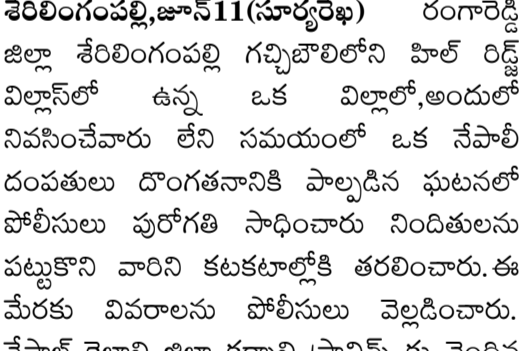 శేరిలింగంపల్లి,జూన్11(సూర్యరేఖ) రంగారెడ్డి
జిల్లా శేరిలింగంపల్లి గచ్చిబౌలిలోని హిల్ రిడ్జ్
విల్లాస్‌లో ఉన్న ఒక విల్లాలో,అందులో
నివసించేవారు లేని సమయంలో ఒక నేపాలీ
దంపతులు దొంగతనానికి పాల్పడిన ఘటనలో
పోలీసులు పురోగతి సాధించారు నిందితులను
పట్టుకొని వారిని కటకటాల్లోకి తరలించారు.ఈ
మేరకు వివరాలను పోలీసులు వెల్లడించారు.